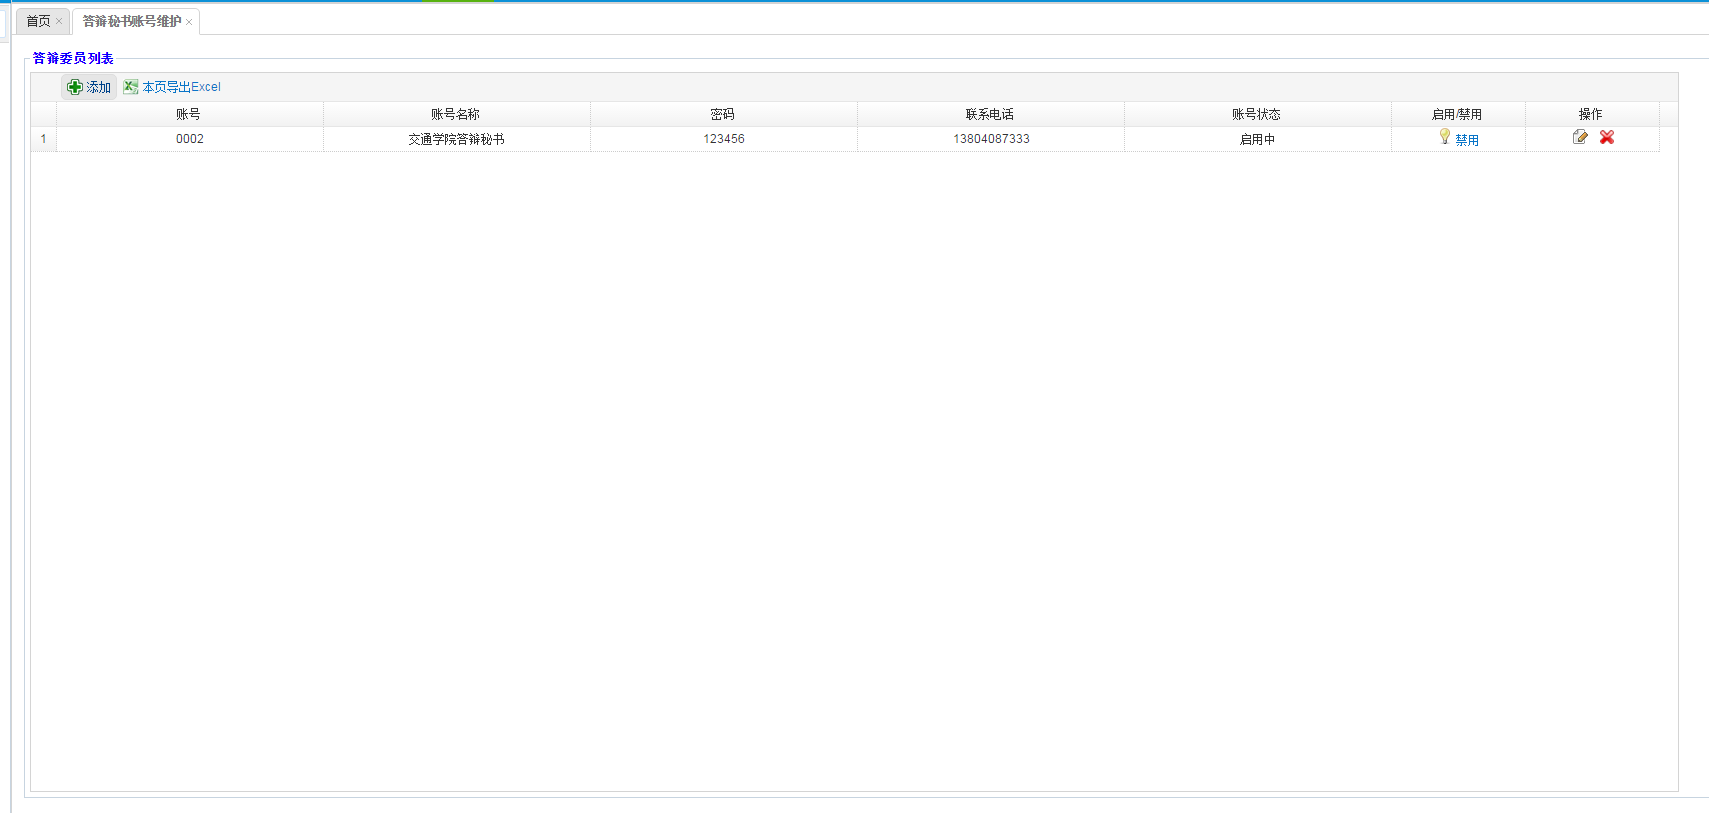 首页 答辩秘书账号维护
答辩委员列表
添加 本页导出Excel
账号 账号名称 密码 联系电话 账号状态 启用/禁用 操作
1 0002 交通学院答辩秘书 123456 13804087333 启用中 禁用